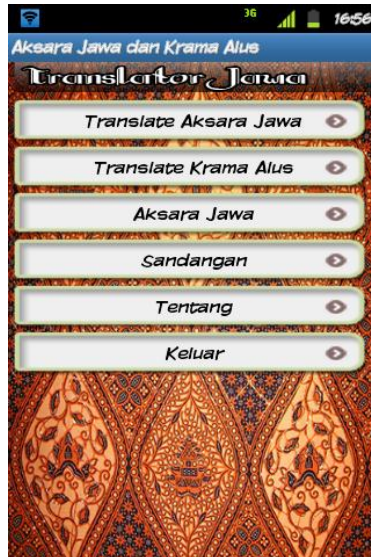 3G 16:56
Aksara Jawa dan Krama Alus
Translator Jawa
Translate Aksara Jawa
Translate Krama Alus
Aksara Jawa
Sandangan
Tentang
Keluar